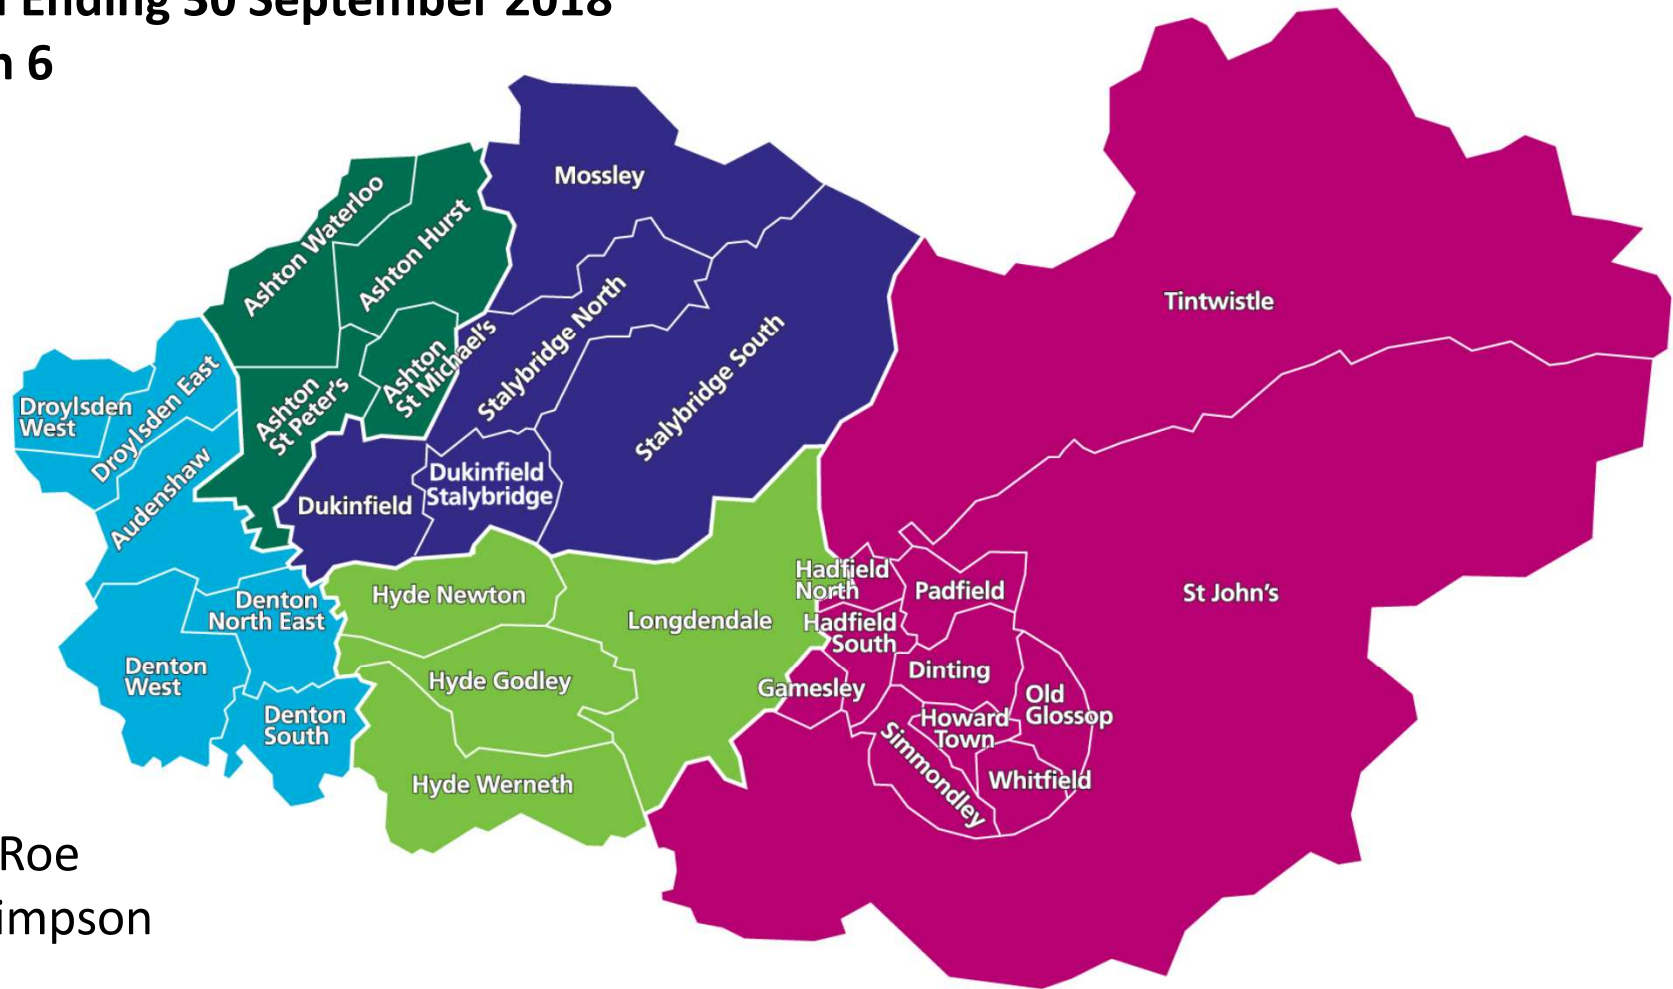 Ending 30 September 2018
6
Mossley
Ashton Waterloo
Ashton Hurst
Tintwistle
Stalybridge North
Ashton
St Michael's
Stalybridge South
Droylsden
West
Droylsden East
Ashton
St Peter's
Audenshaw
Dukinfield
Dukinfield
Stalybridge
Hadfield
North
Padfield
St John's
Hyde Newton
Denton
North East
Longdendale
Hadfield
South
Denton
West
Hyde Godley
Gamesley
Dinting
Old
Glossop
Denton
South
Howard
Town
Simmondley
Whitfield
Hyde Werneth
Roe
impson